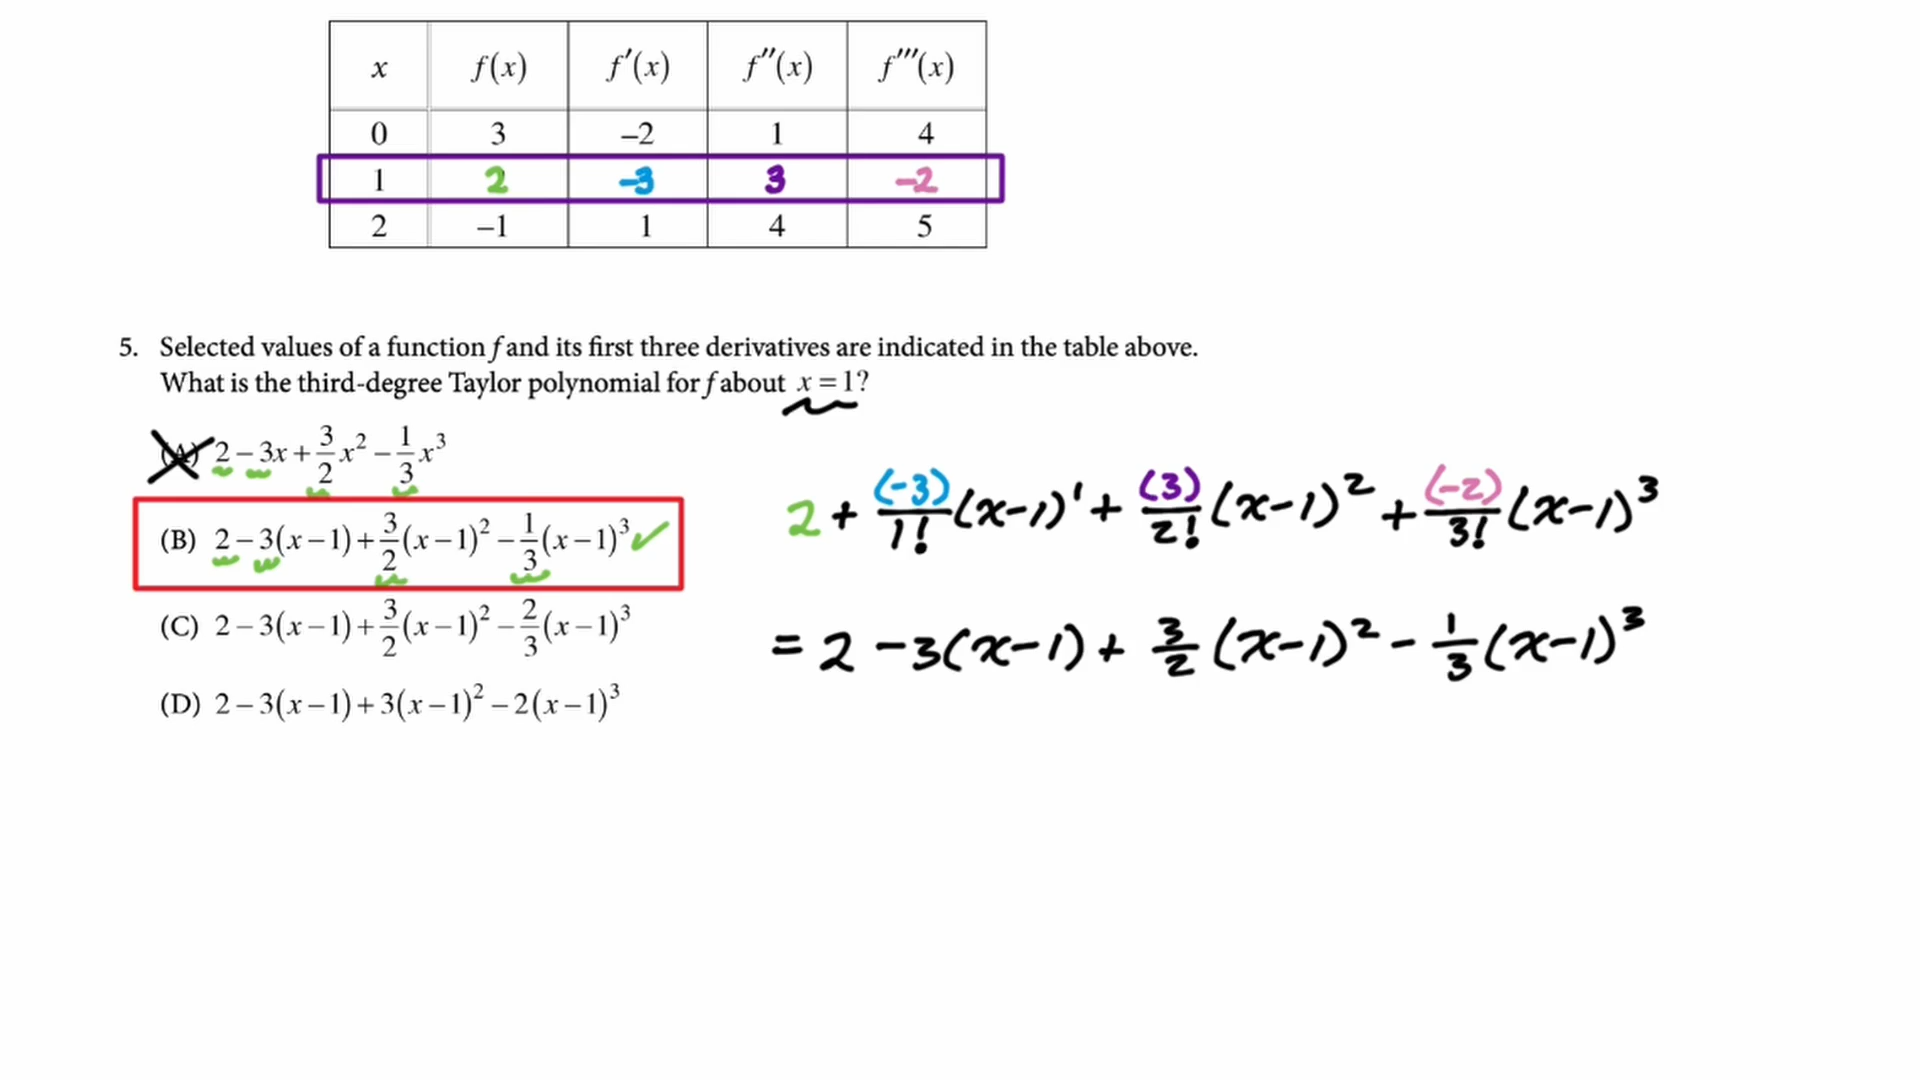 x f(x) f′(x) f″(x) f‴(x)
0 3 –2 1 4
1 2 –3 3 –2
2 –1 1 4 5
5. Selected values of a function f and its first three derivatives are indicated in the table above.
What is the third-degree Taylor polynomial for f about x = 1?
(A) 2 − 3x + 3/2 x² − 1/3 x³
(B) 2 − 3(x − 1) + 3/2 (x − 1)² − 1/3 (x − 1)³ ✓
(C) 2 − 3(x − 1) + 3/2 (x − 1)² − 2/3 (x − 1)³
(D) 2 − 3(x − 1) + 3(x − 1)² − 2(x − 1)³
2 + (-3)/1! (x-1)¹ + (3)/2! (x-1)² + (-2)/3! (x-1)³
= 2 - 3(x-1) + 3/2 (x-1)² - 1/3 (x-1)³